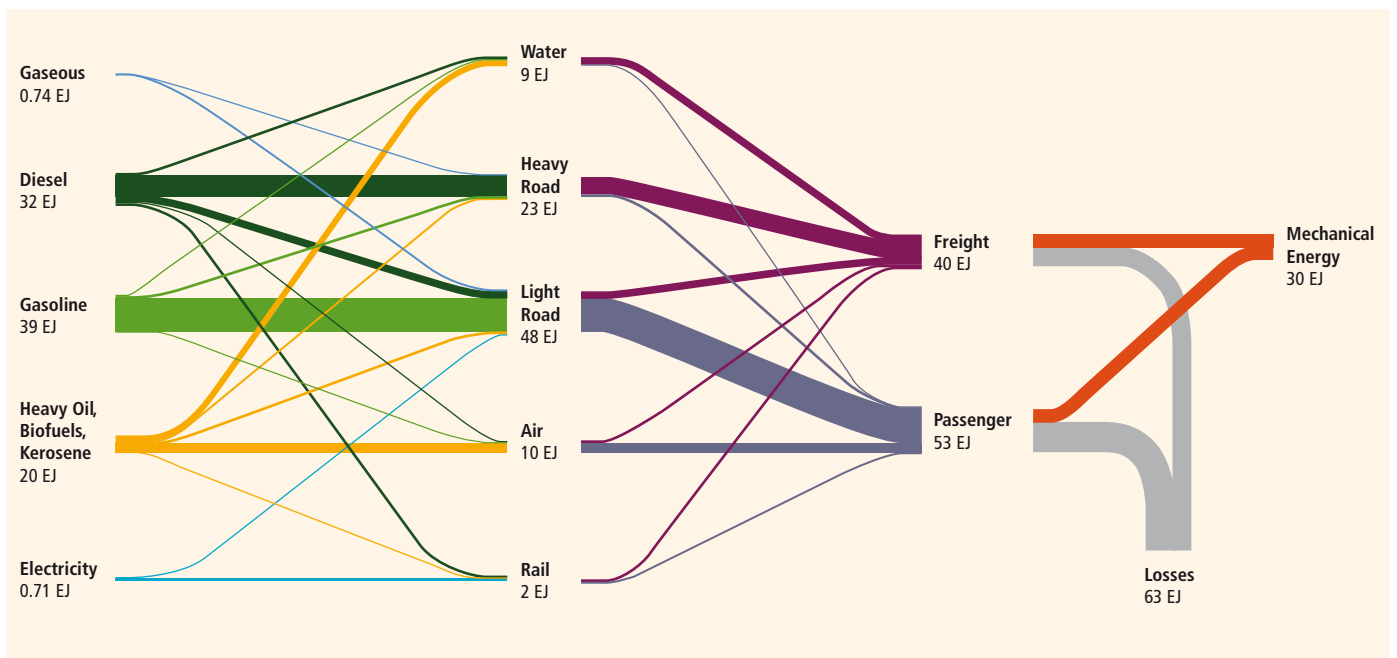 Gaseous
0.74 EJ
Diesel
32 EJ
Gasoline
39 EJ
Heavy Oil,
Biofuels,
Kerosene
20 EJ
Electricity
0.71 EJ
Water
9 EJ
Heavy
Road
23 EJ
Light
Road
48 EJ
Air
10 EJ
Rail
2 EJ
Freight
40 EJ
Passenger
53 EJ
Mechanical
Energy
30 EJ
Losses
63 EJ